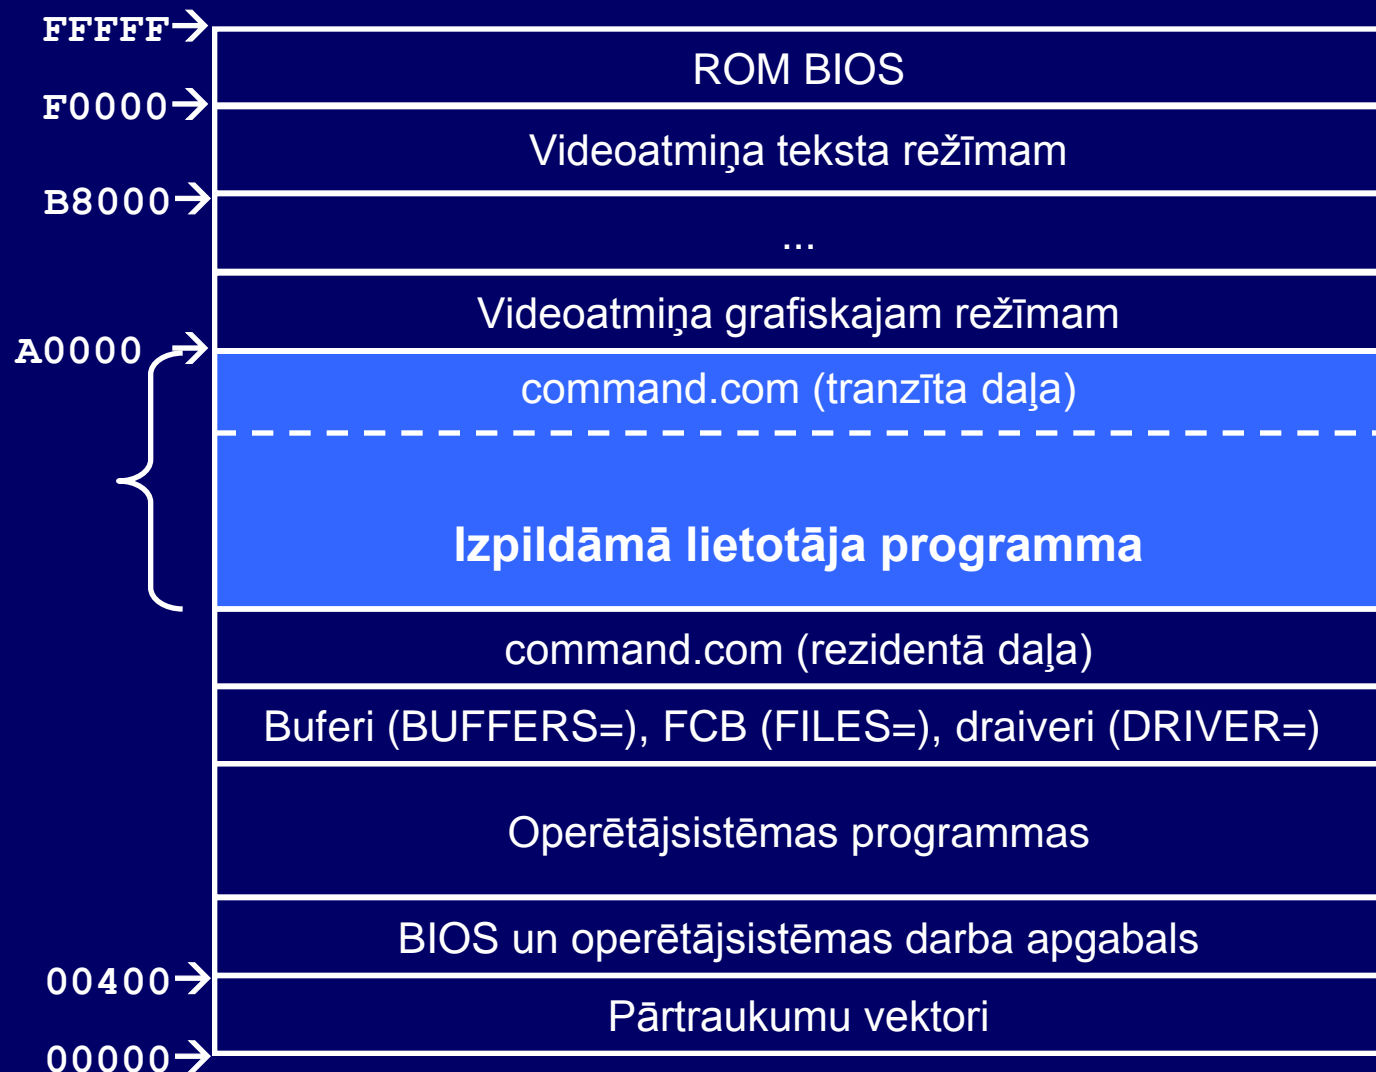 FFFFF→
ROM BIOS
F0000→
Videoatmiņa teksta režīmam
B8000→
...
Videoatmiņa grafiskajam režīmam
A0000 →
command.com (tranzīta daļa)
Izpildāmā lietotāja programma
command.com (rezidentā daļa)
Buferi (BUFFERS=), FCB (FILES=), draiveri (DRIVER=)
Operētājsistēmas programmas
BIOS un operētājsistēmas darba apgabals
00400→
Pārtraukumu vektori
00000→